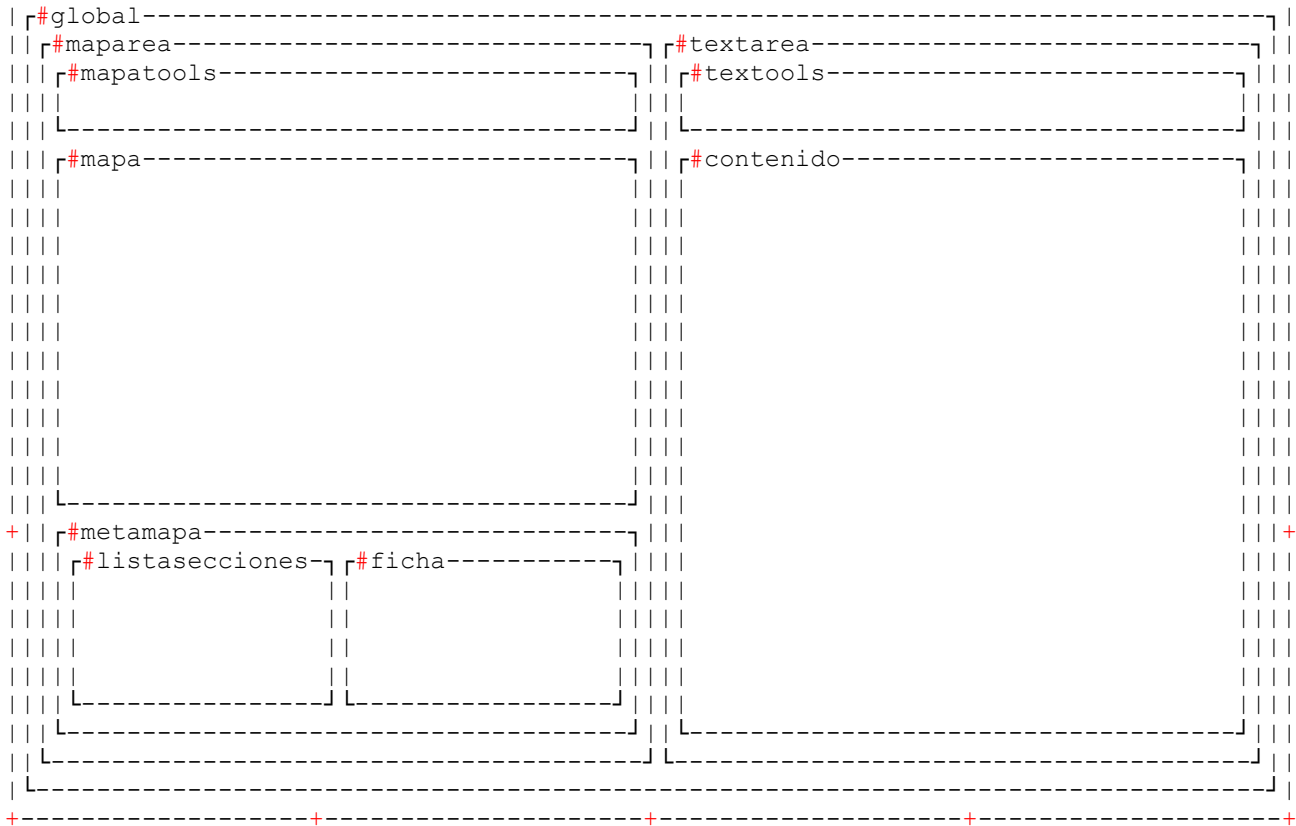 #global
#maparea #textarea
#mapatools #textools
#mapa #contenido
#metamapa
#listasecciones #ficha